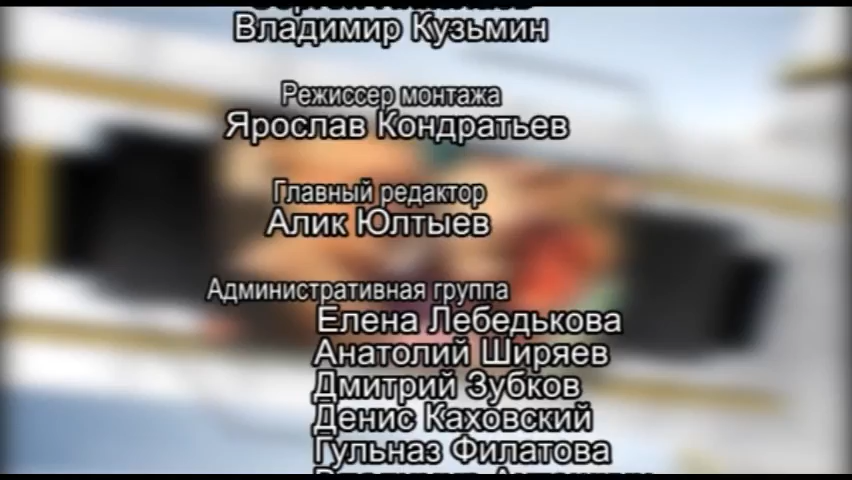 Владимир Кузьмин
Режиссер монтажа
Ярослав Кондратьев
Главный редактор
Алик Юлтыев
Административная группа
Елена Лебедькова
Анатолий Ширяев
Дмитрий Зубков
Денис Каховский
Гульназ Филатова